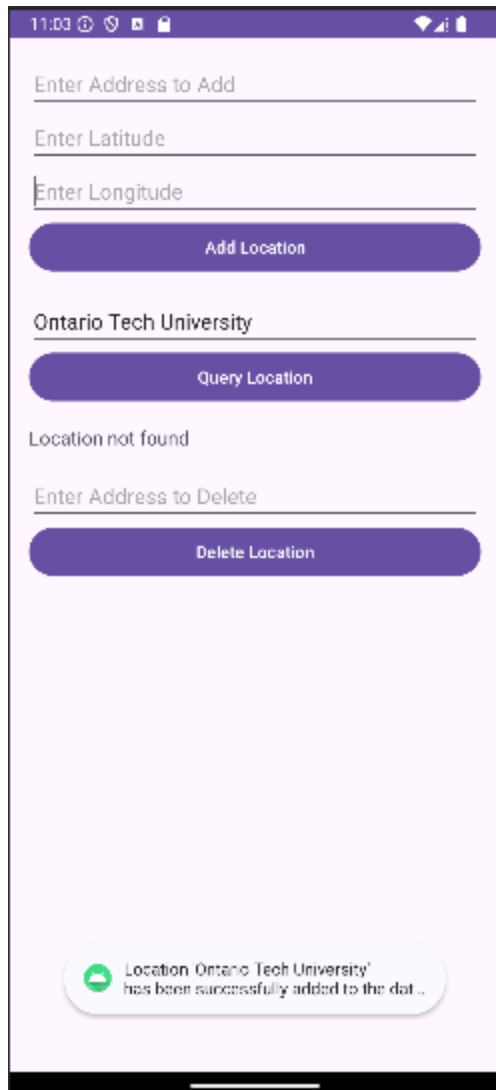 11:03
Enter Address to Add
Enter Latitude
Enter Longitude
Add Location
Ontario Tech University
Query Location
Location not found
Enter Address to Delete
Delete Location
Location 'Ontario Tech University'
has been successfully added to the dat...